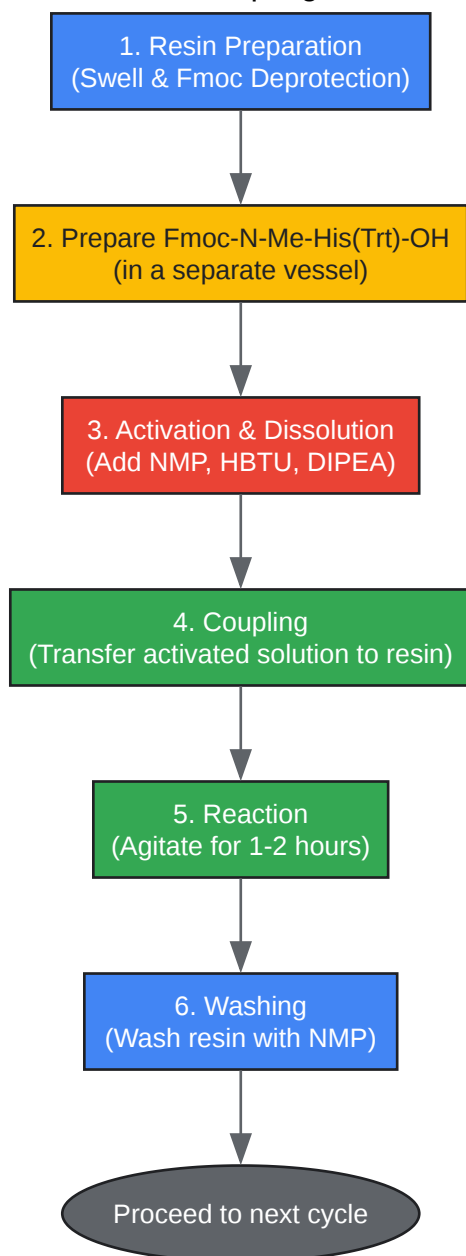 1. Resin Preparation
(Swell & Fmoc Deprotection)
2. Prepare Fmoc-N-Me-His(Trt)-OH
(in a separate vessel)
3. Activation & Dissolution
(Add NMP, HBTU, DIPEA)
4. Coupling
(Transfer activated solution to resin)
5. Reaction
(Agitate for 1-2 hours)
6. Washing
(Wash resin with NMP)
Proceed to next cycle